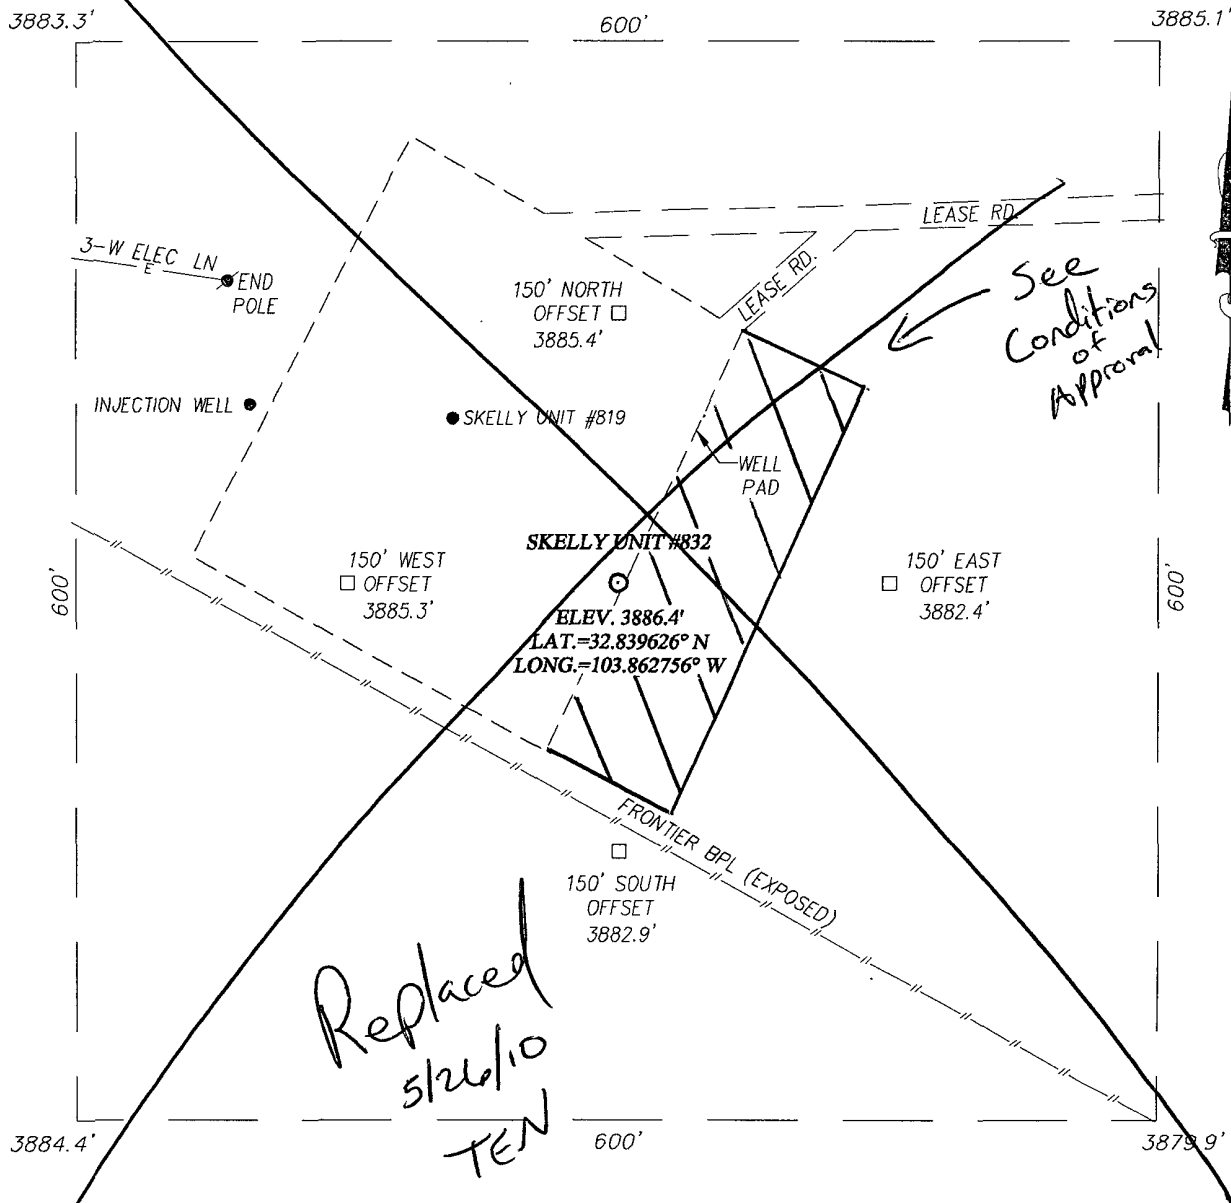 3883.3'
600'
3885.1'
LEASE RD.
3-W ELEC LN
E
END
POLE
150' NORTH
OFFSET
3885.4'
LEASE RD.
See
Conditions
of
Approval
INJECTION WELL
SKELLY UNIT #819
WELL
PAD
SKELLY UNIT #832
600'
150' WEST
OFFSET
3885.3'
150' EAST
OFFSET
3882.4'
600'
ELEV. 3886.4'
LAT.=32.839626° N
LONG.=103.862756° W
FRONTIER BPL (EXPOSED)
150' SOUTH
OFFSET
3882.9'
Replaced
5/26/10
TEN
3884.4'
600'
3879.9'